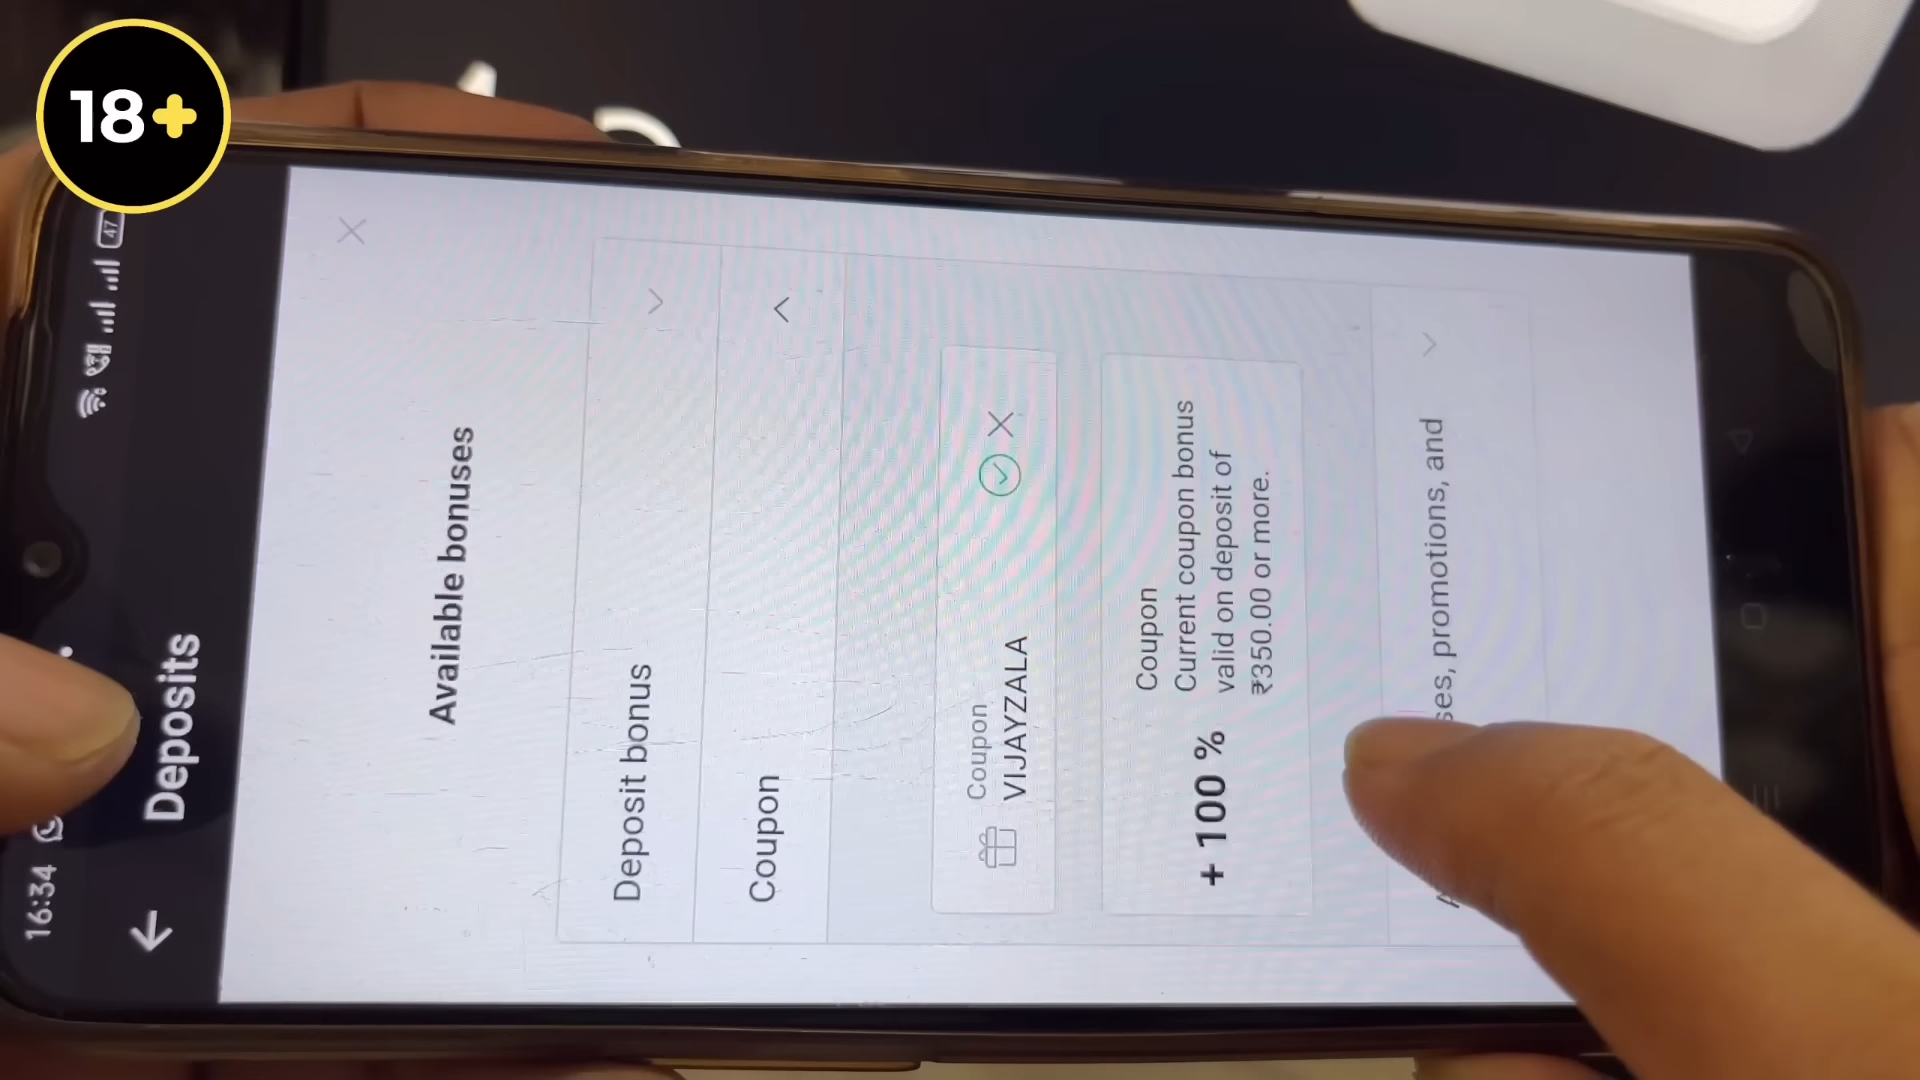 18+
16:34
47
Deposits
Available bonuses
Deposit bonus
Coupon
Coupon
VIJAYZALA
+ 100 %
Coupon
Current coupon bonus
valid on deposit of
₹350.00 or more.
promotions, and